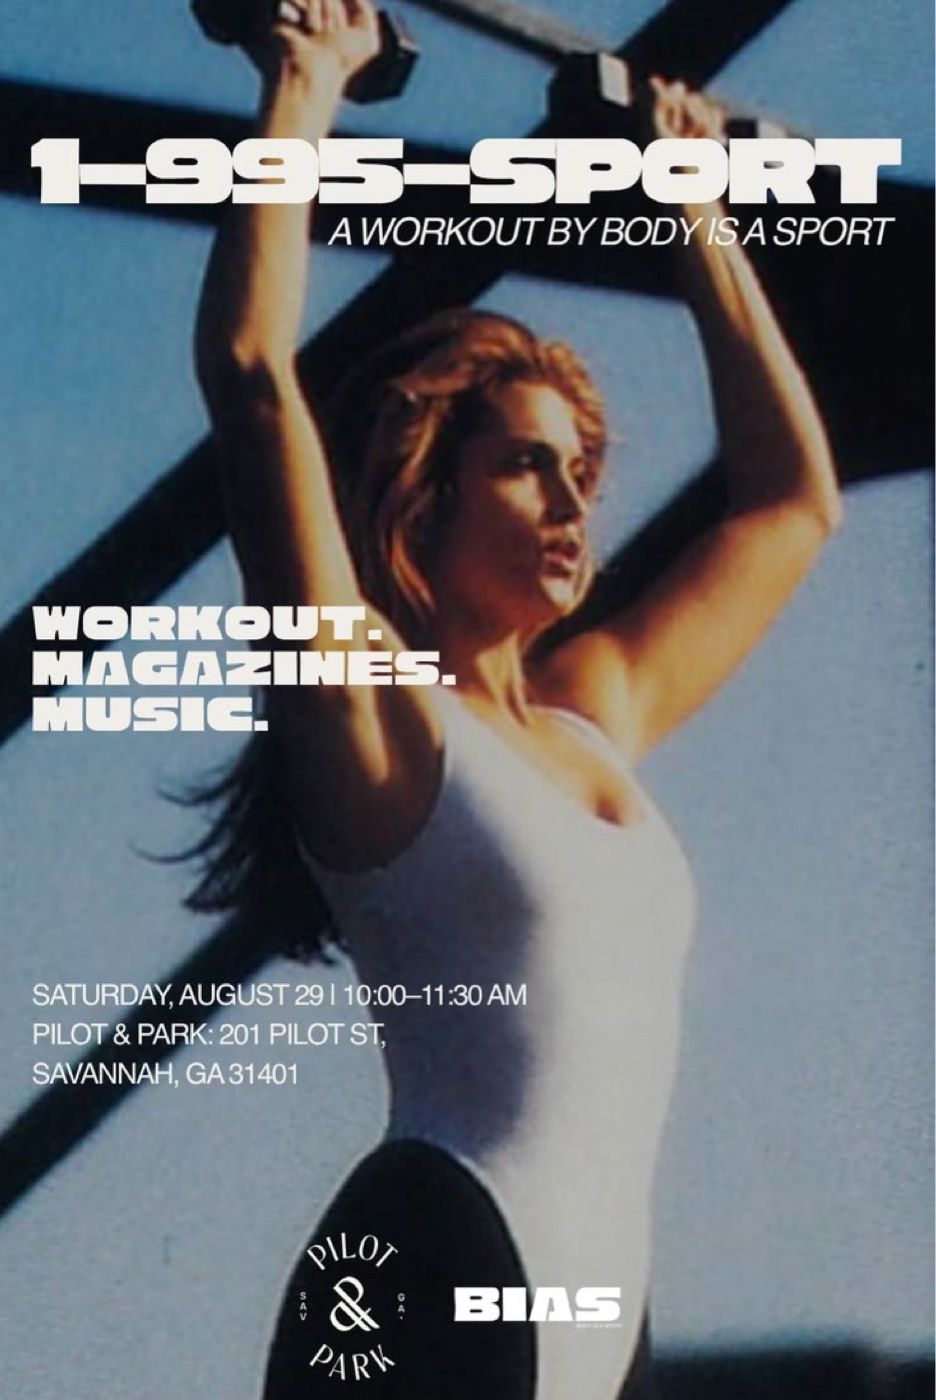 1–995–SPORT
A WORKOUT BY BODY IS A SPORT
WORKOUT.
MAGAZINES.
MUSIC.
SATURDAY, AUGUST 29 | 10:00–11:30 AM
PILOT & PARK: 201 PILOT ST,
SAVANNAH, GA 31401
PILOT
SAV & GA.
PARK
BIAS